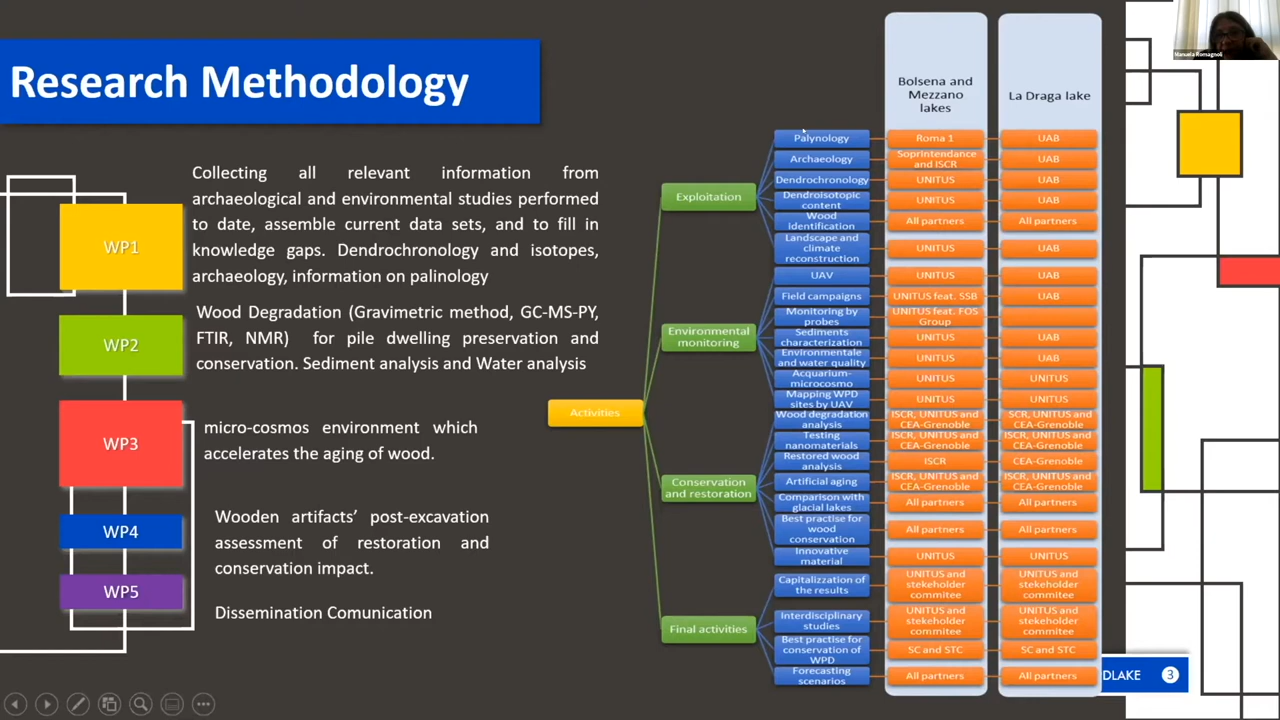 Research Methodology
WP1
Collecting all relevant information from
archaeological and environmental studies performed
to date, assemble current data sets, and to fill in
knowledge gaps. Dendrochronology and isotopes,
archaeology, information on palinology
WP2
Wood Degradation (Gravimetric method, GC-MS-PY,
FTIR, NMR) for pile dwelling preservation and
conservation. Sediment analysis and Water analysis
WP3
micro-cosmos environment which
accelerates the aging of wood.
WP4
Wooden artifacts' post-excavation
assessment of restoration and
conservation impact.
WP5
Dissemination Comunication
Activities
Bolsena and
Mezzano
lakes
La Draga lake
Exploitation
Palynology
Roma 1
UAB
Archaeology
Soprintendance
and ISCR
UAB
Dendrochronology
UNITUS
UAB
Dendroisotopic
content
UNITUS
UAB
Wood
identification
All partners
All partners
Landscape and
climate
reconstruction
UNITUS
UAB
Environmental
monitoring
UAV
UNITUS
UAB
Field campaigns
UNITUS feat. SSB
UAB
Monitoring by
probes
UNITUS feat. FOS
Group
Sediments
characterization
UNITUS
UAB
Environmentale
and water quality
UNITUS
UAB
Acquarium-
microcosmo
UNITUS
UNITUS
Mapping WPD
sites by UAV
UNITUS
UNITUS
Conservation
and restoration
Wood degradation
analysis
ISCR, UNITUS and
CEA-Grenoble
SCR, UNITUS and
CEA-Grenoble
Testing
nanomaterials
ISCR, UNITUS and
CEA-Grenoble
ISCR, UNITUS and
CEA-Grenoble
Restored wood
analysis
ISCR
CEA-Grenoble
Artificial aging
ISCR, UNITUS and
CEA-Grenoble
ISCR, UNITUS and
CEA-Grenoble
Comparison with
glacial lakes
All partners
All partners
Best practise for
wood
conservation
All partners
All partners
Innovative
material
UNITUS
UNITUS
Final activities
Capitalizzation of
the results
UNITUS and
stekeholder
commitee
UNITUS and
stekeholder
commitee
Interdisciplinary
studies
UNITUS and
stekeholder
commitee
UNITUS and
stekeholder
commitee
Best practise for
conservation of
WPD
SC and STC
SC and STC
Forecasting
scenarios
All partners
All partners
DLAKE 3
Manuela Romagnoli